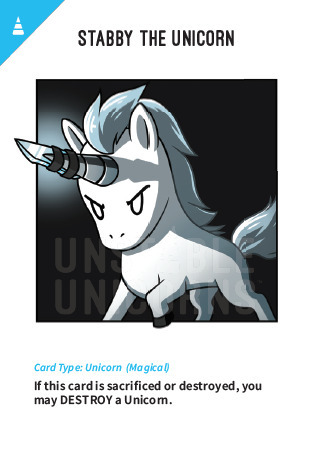 STABBY THE UNICORN
UNSTABLE
UNICORNS
Card Type: Unicorn (Magical)
If this card is sacrificed or destroyed, you
may DESTROY a Unicorn.